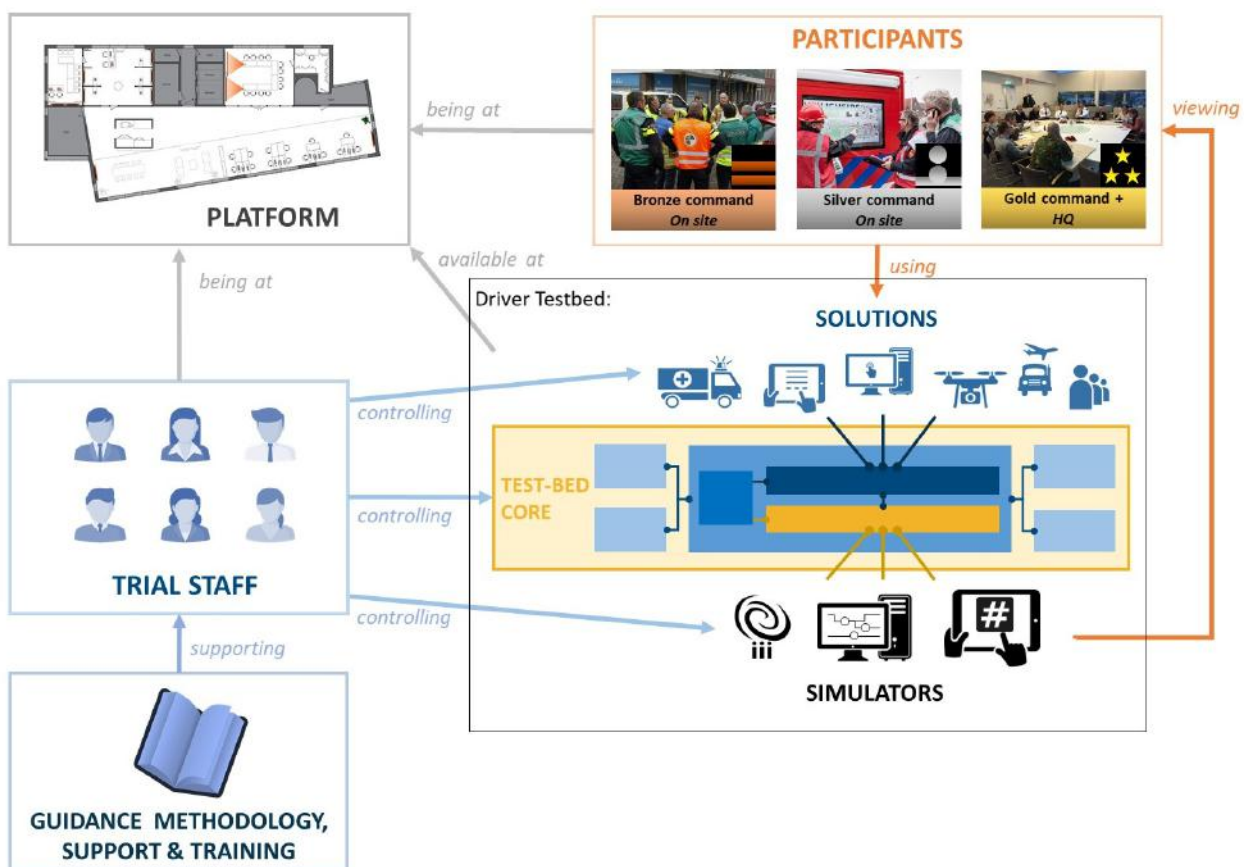 PLATFORM
being at
PARTICIPANTS
Bronze command
On site
Silver command
On site
Gold command +
HQ
viewing
being at
available at
using
Driver Testbed:
SOLUTIONS
controlling
TEST-BED
CORE
controlling
TRIAL STAFF
controlling
#
SIMULATORS
supporting
GUIDANCE METHODOLOGY,
SUPPORT & TRAINING